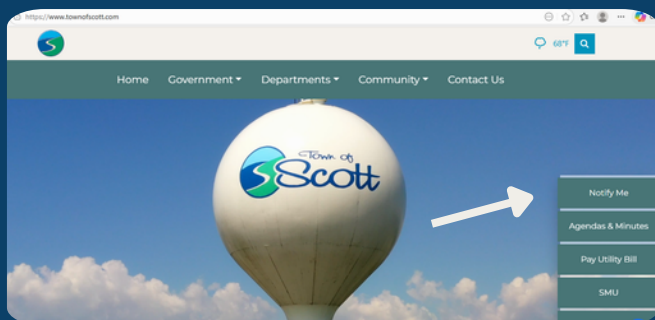 https://www.townofscott.com
68°F
Home Government Departments Community Contact Us
Town of
Scott
Notify Me
Agendas & Minutes
Pay Utility Bill
SMU